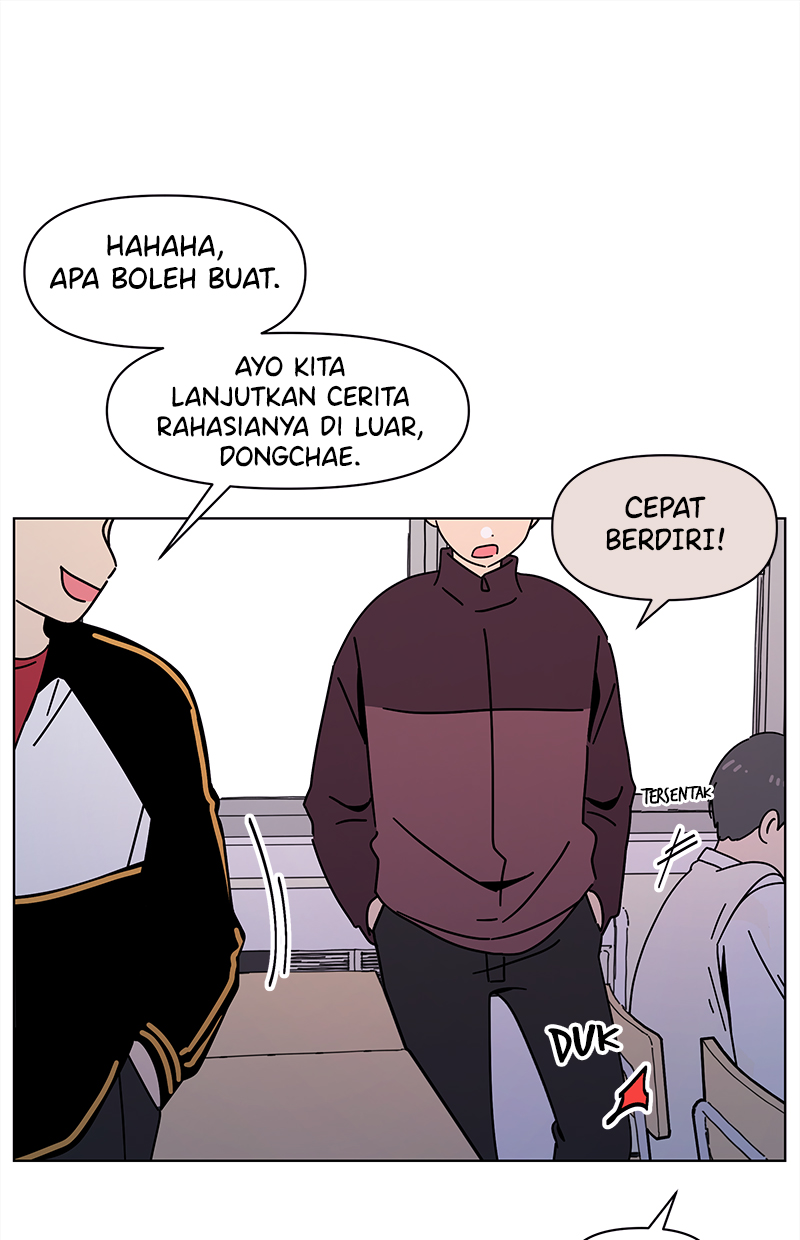 HAHAHA,
APA BOLEH BUAT.
AYO KITA
LANJUTKAN CERITA
RAHASIANYA DI LUAR,
DONGCHAE.
CEPAT
BERDIRI!
TERSENTAK
DUK